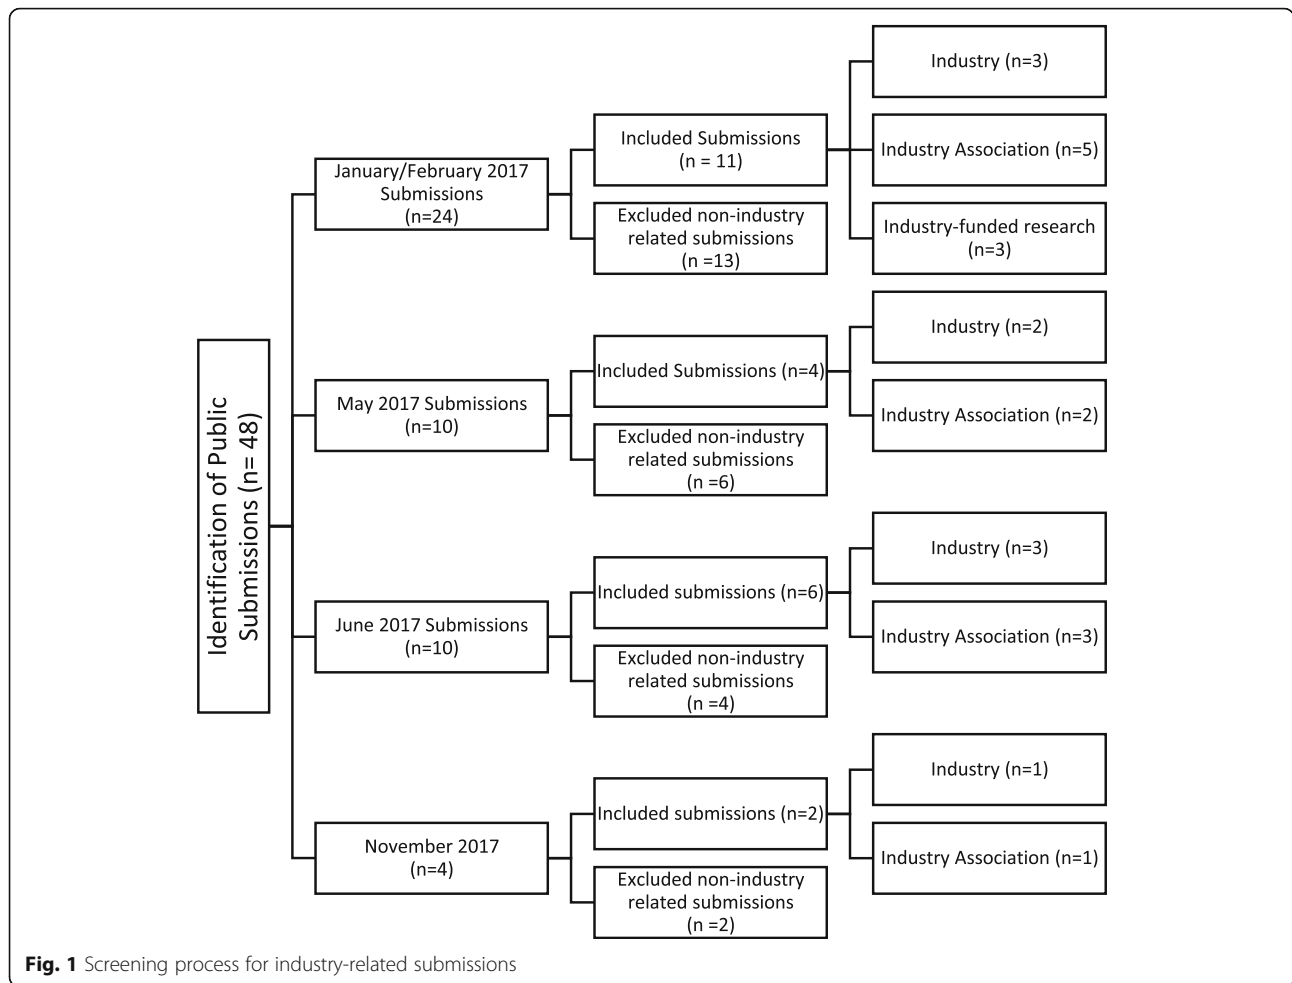 Identification of Public
Submissions (n= 48)
January/February 2017
Submissions
(n=24)
Included Submissions
(n = 11)
Industry (n=3)
Industry Association (n=5)
Industry-funded research
(n=3)
Excluded non-industry
related submissions
(n =13)
May 2017 Submissions
(n=10)
Included Submissions (n=4)
Industry (n=2)
Industry Association (n=2)
Excluded non-industry
related submissions
(n =6)
June 2017 Submissions
(n=10)
Included submissions (n=6)
Industry (n=3)
Industry Association (n=3)
Excluded non-industry
related submissions
(n =4)
November 2017
(n=4)
Included submissions (n=2)
Industry (n=1)
Industry Association (n=1)
Excluded non-industry
related submissions
(n =2)
Fig. 1 Screening process for industry-related submissions